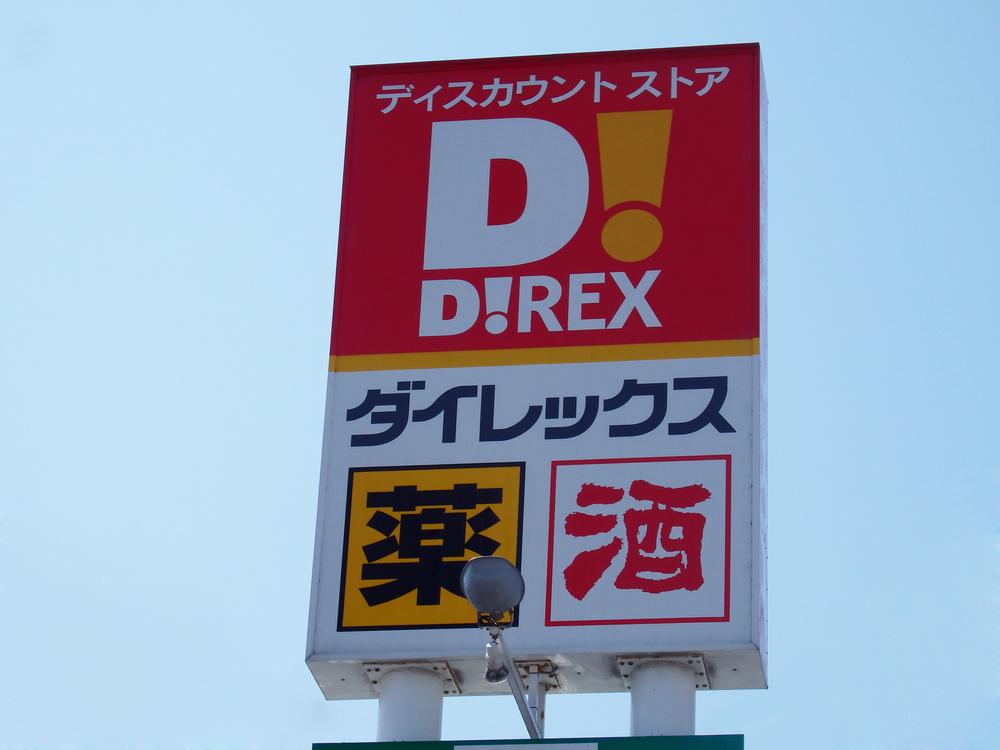 ディスカウント ストア
D!
D!REX
ダイレックス
薬 酒